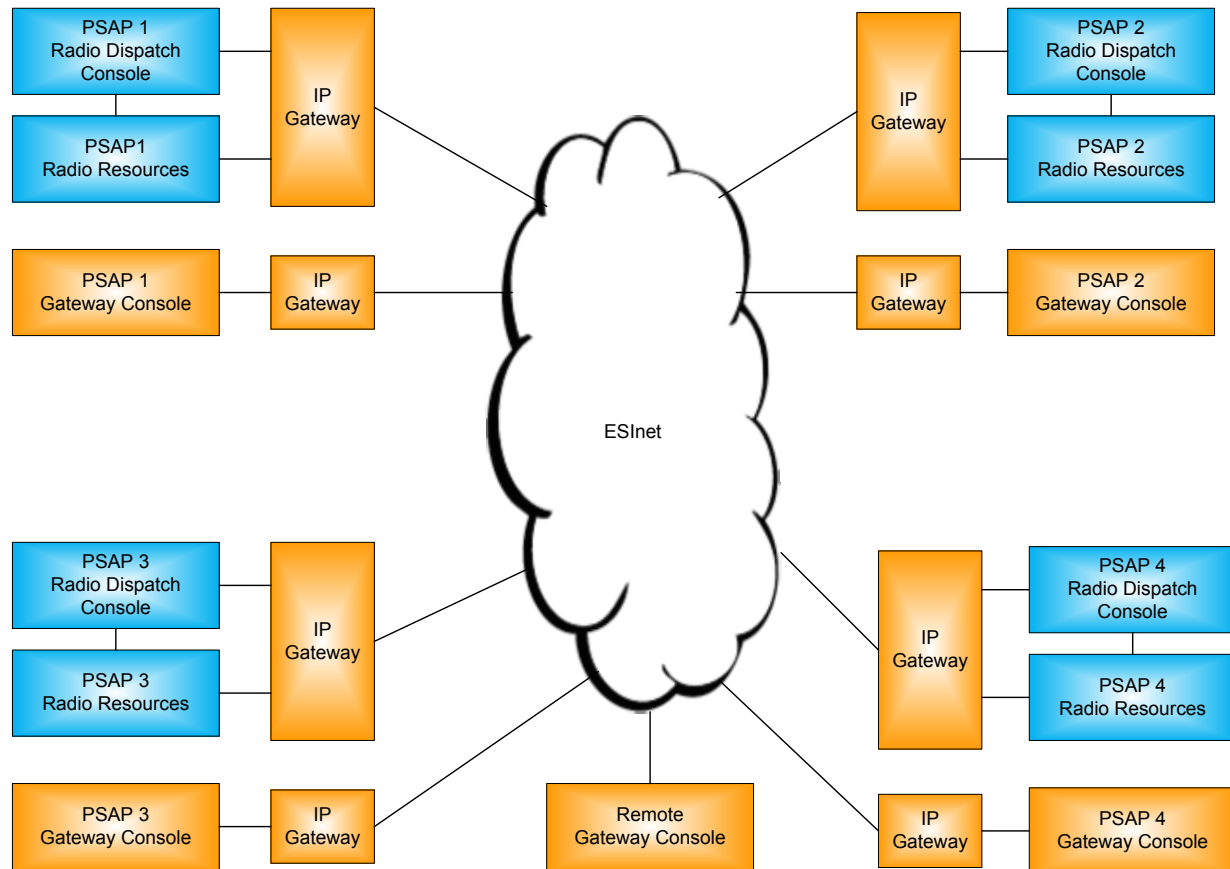 PSAP 1
Radio Dispatch
Console
IP
Gateway
PSAP1
Radio Resources
PSAP 1
Gateway Console
IP
Gateway
PSAP 2
Radio Dispatch
Console
IP
Gateway
PSAP 2
Radio Resources
IP
Gateway
PSAP 2
Gateway Console
ESInet
PSAP 3
Radio Dispatch
Console
IP
Gateway
PSAP 3
Radio Resources
PSAP 3
Gateway Console
IP
Gateway
Remote
Gateway Console
PSAP 4
Radio Dispatch
Console
IP
Gateway
PSAP 4
Radio Resources
IP
Gateway
PSAP 4
Gateway Console